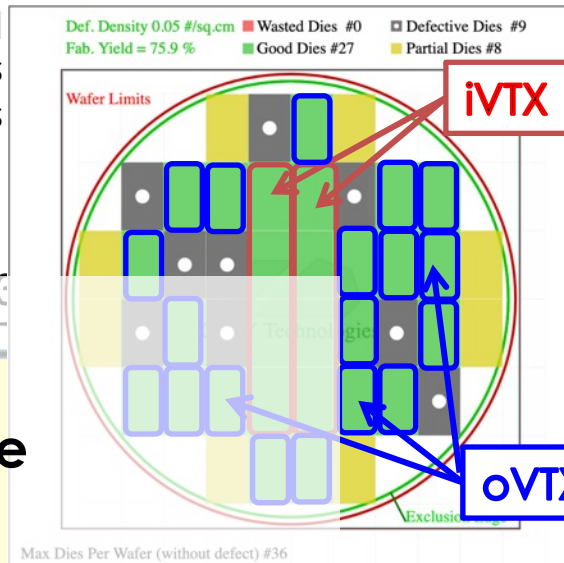 Def. Density 0.05 #/sq.cm
Wasted Dies #0
Defective Dies #9
Fab. Yield = 75.9 %
Good Dies #27
Partial Dies #8
Wafer Limits
iVTX
Technologies
e
oVTX
Max Dies Per Wafer (without defect) #36